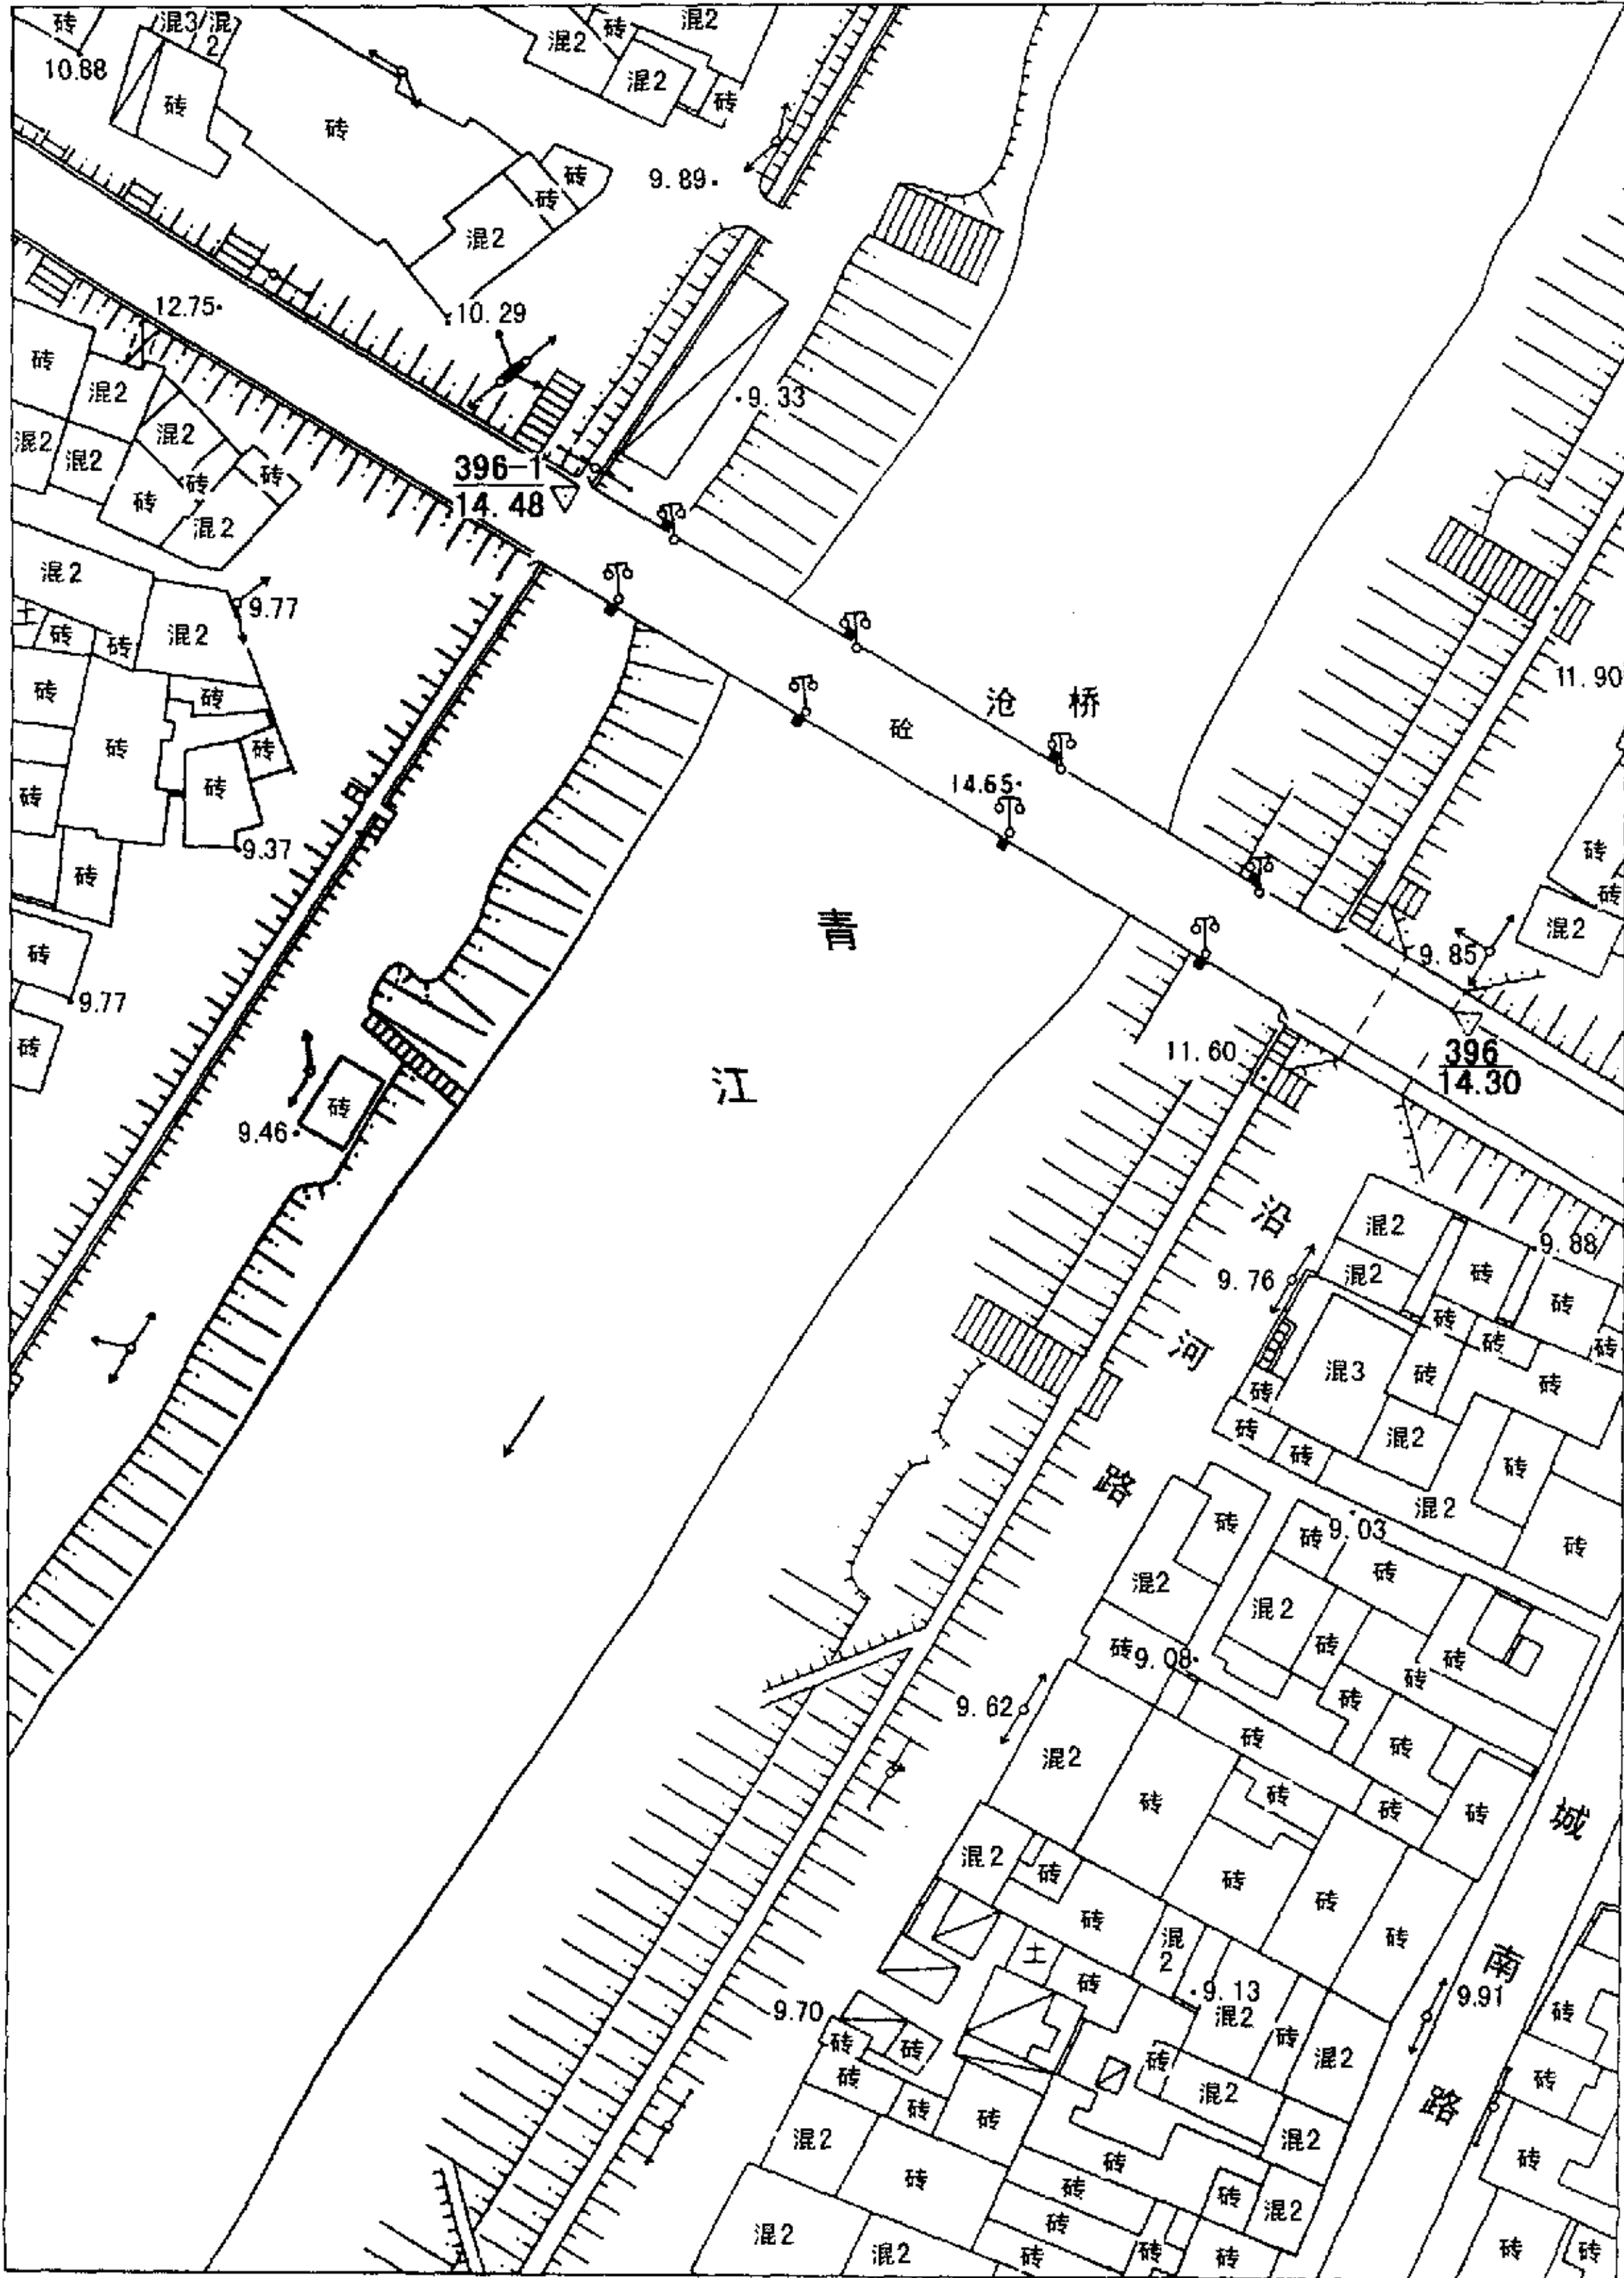 砖
混3
混2
混2
砖
混2
10.88
混2
砖
砖
砖
9.89
砖
砖
混2
12.75
10.29
砖
混2
9.33
混2
混2
混2
砖
砖
396-1
14.48
砖
混2
混2
土
砖
砖
混2
9.77
砖
砖
11.90
沧桥
砼
砖
砖
砖
砖
14.65
9.37
砖
砖
砖
青
混2
砖
9.85
9.77
砖
11.60
396
14.30
江
砖
9.46
沿
混2
9.88
9.76
混2
砖
砖
河
砖
砖
砖
混3
砖
砖
砖
砖
混2
砖
砖
路
混2
砖
砖
9.03
砖
砖
混2
混2
砖
砖
9.08
砖
砖
砖
9.62
混2
砖
砖
砖
砖
砖
砖
城
混2
砖
砖
砖
砖
砖
混2
土
砖
南
9.70
9.13
混2
9.91
砖
砖
砖
砖
混2
砖
砖
混2
砖
路
砖
砖
混2
混2
砖
砖
砖
砖
砖
混2
混2
混2
砖
砖
砖
砖
砖
砖